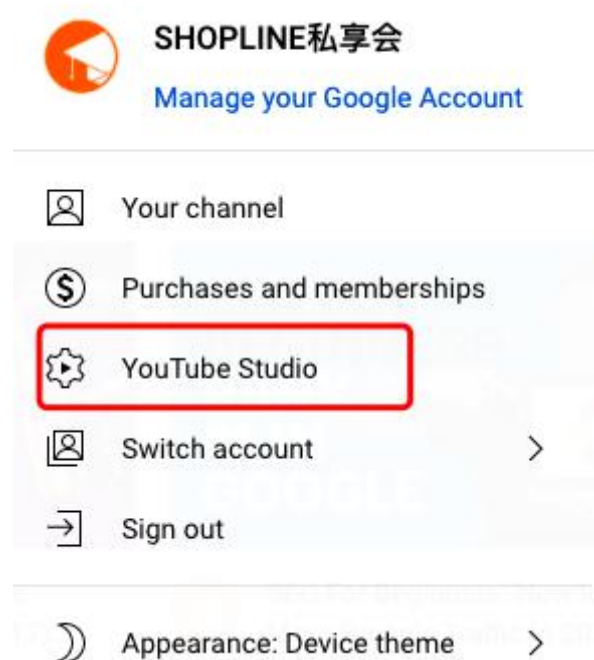 SHOPLINE私享会
Manage your Google Account
Your channel
Purchases and memberships
YouTube Studio
Switch account
GOOGLE
Sign out
Appearance: Device theme